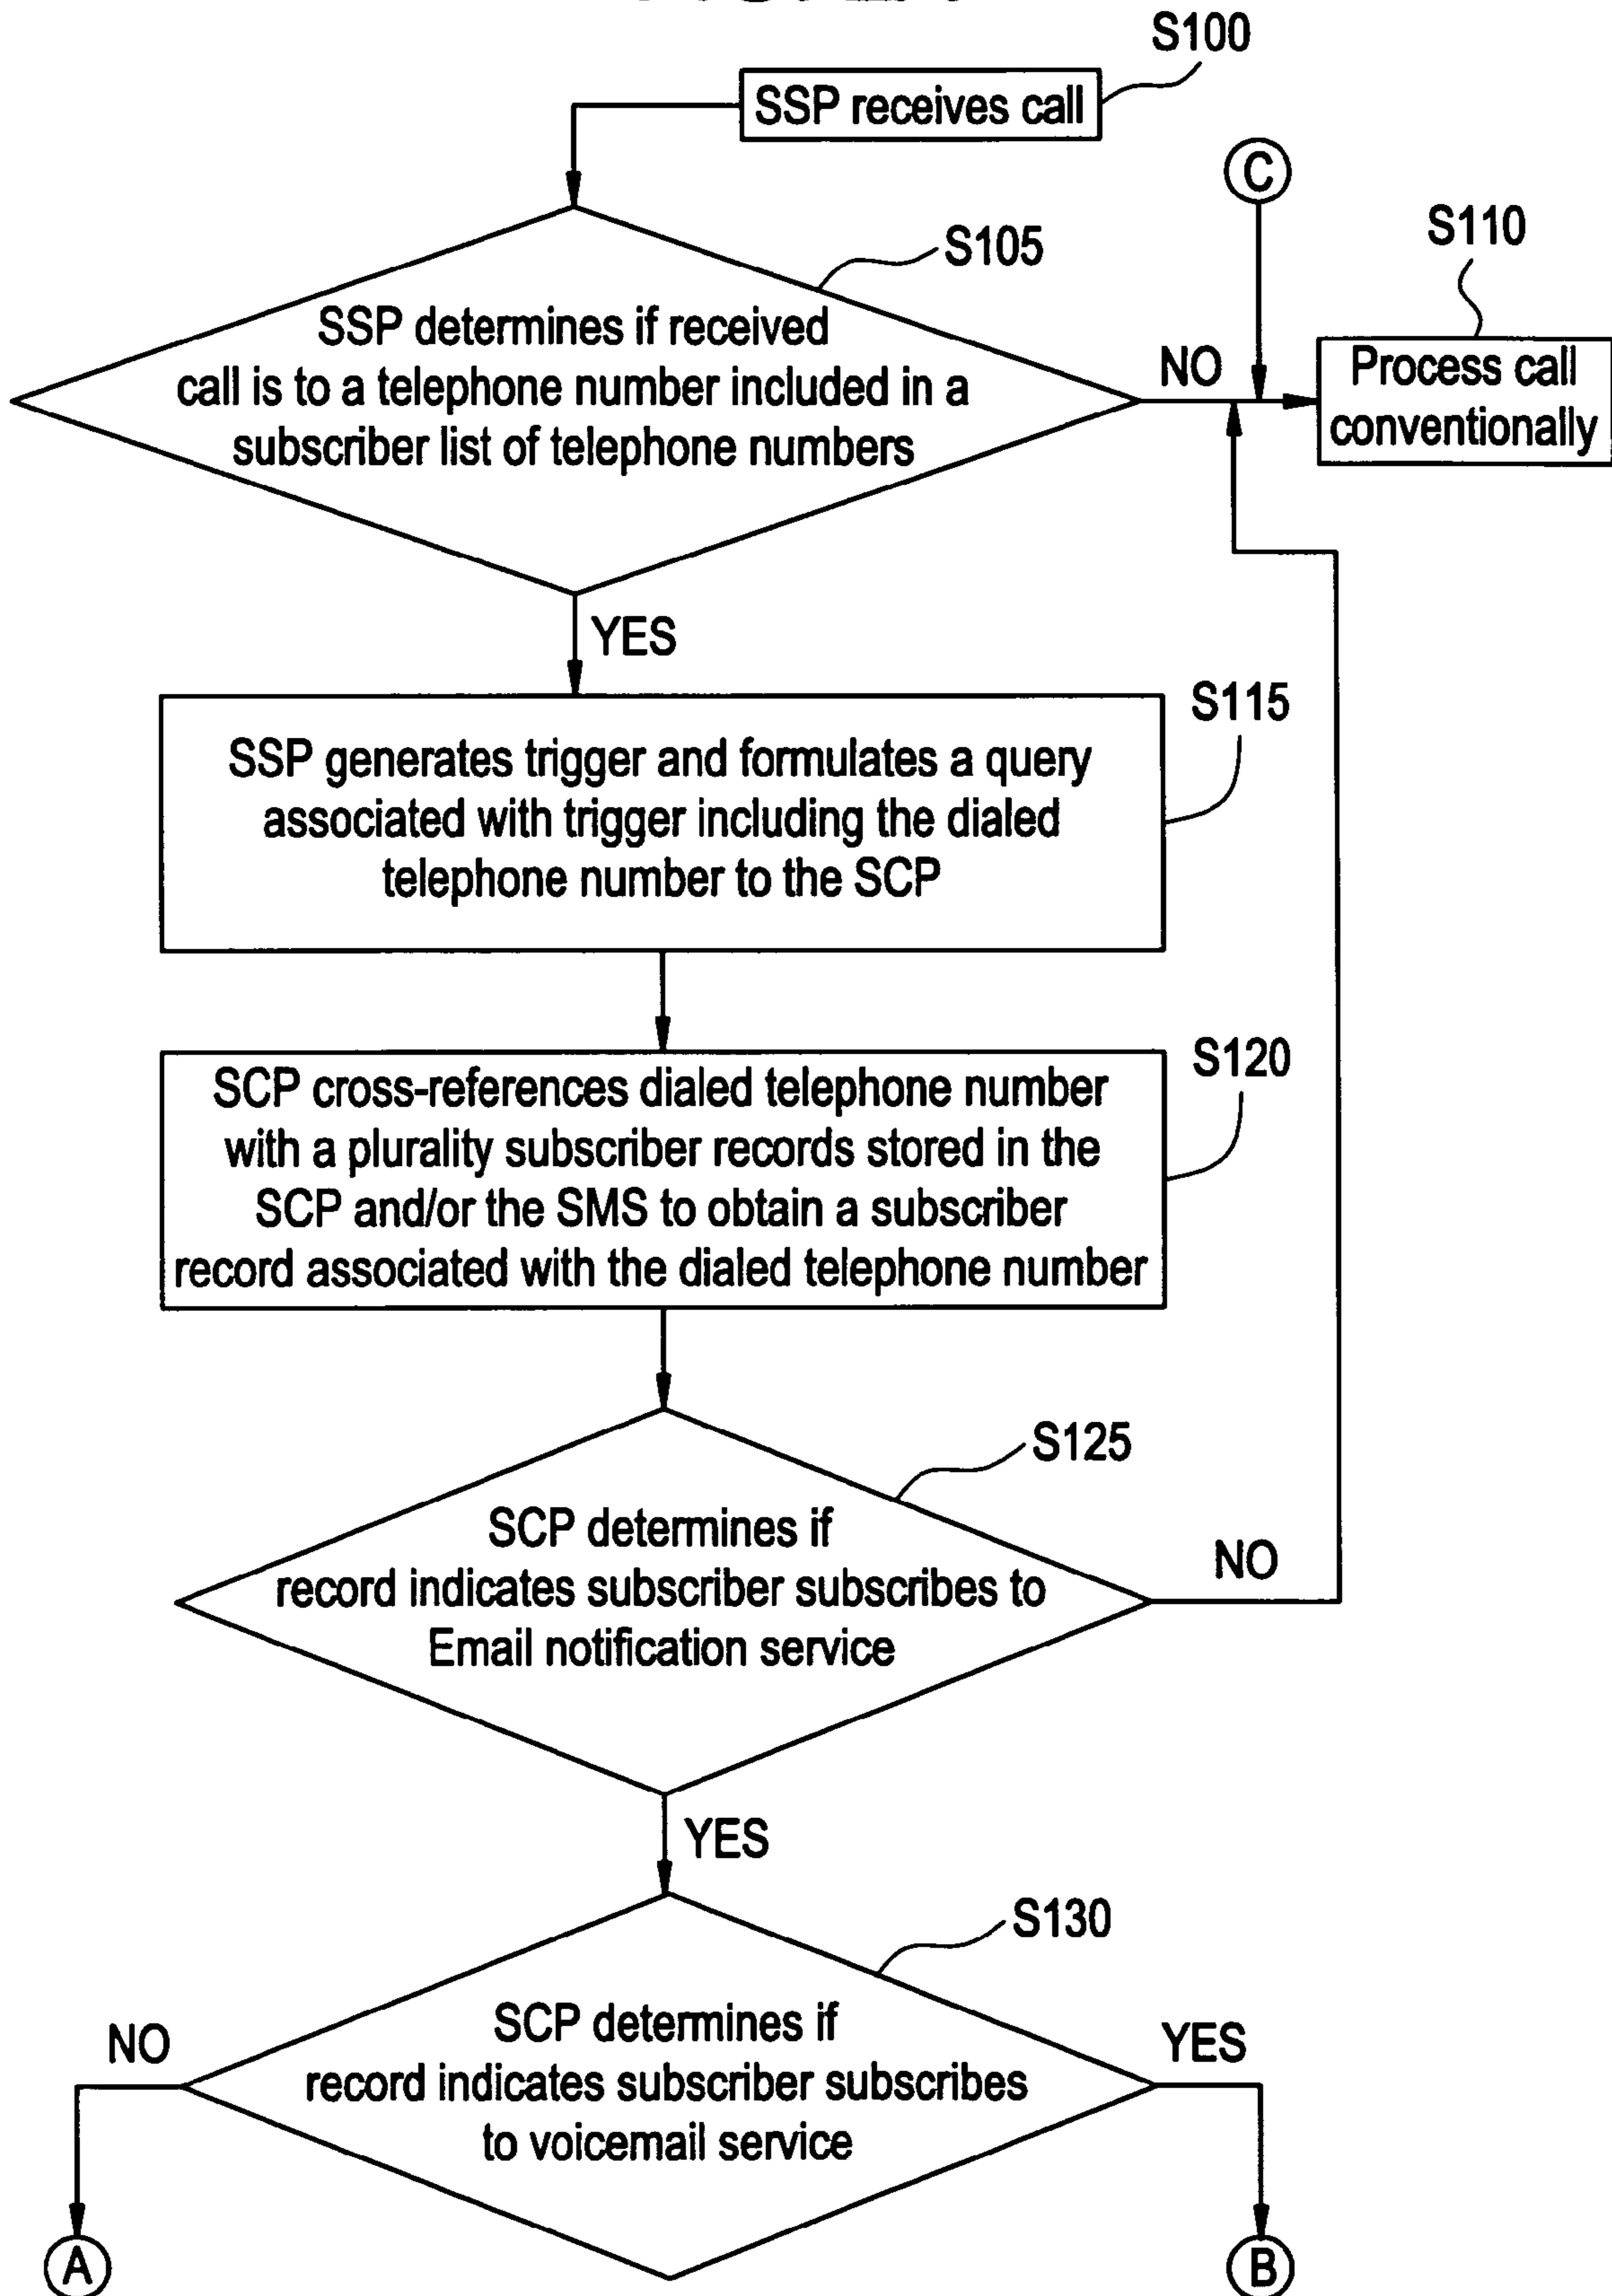 S100
SSP receives call
C
S105
S110
SSP determines if received
call is to a telephone number included in a
subscriber list of telephone numbers
NO
Process call
conventionally
YES
S115
SSP generates trigger and formulates a query
associated with trigger including the dialed
telephone number to the SCP
S120
SCP cross-references dialed telephone number
with a plurality subscriber records stored in the
SCP and/or the SMS to obtain a subscriber
record associated with the dialed telephone number
S125
SCP determines if
record indicates subscriber subscribes to
Email notification service
NO
YES
S130
SCP determines if
record indicates subscriber subscribes
to voicemail service
NO
YES
A
B